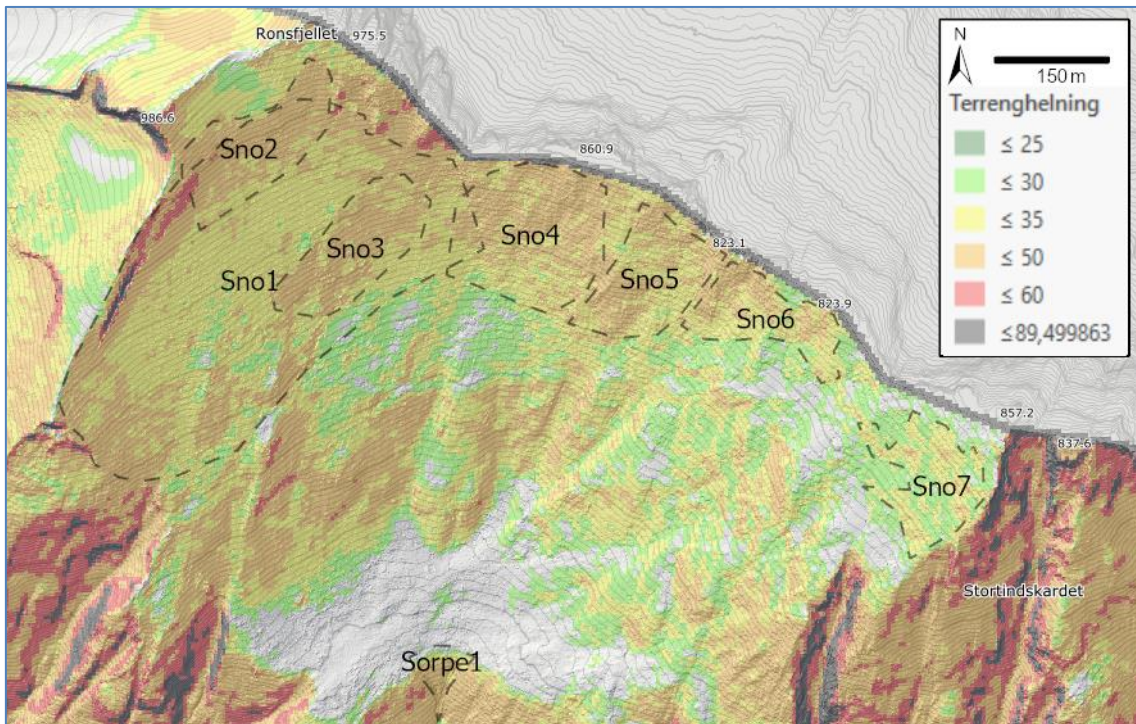 Ronsfjellet
975.5
986.6
860.9
Sno2
Sno4
Sno3
823.1
Sno1
Sno5
823.9
Sno6
857.2
837.6
Sno7
Stortindskardet
Sorpe1
N
150 m
Terrenghelning
≤ 25
≤ 30
≤ 35
≤ 50
≤ 60
≤89,499863